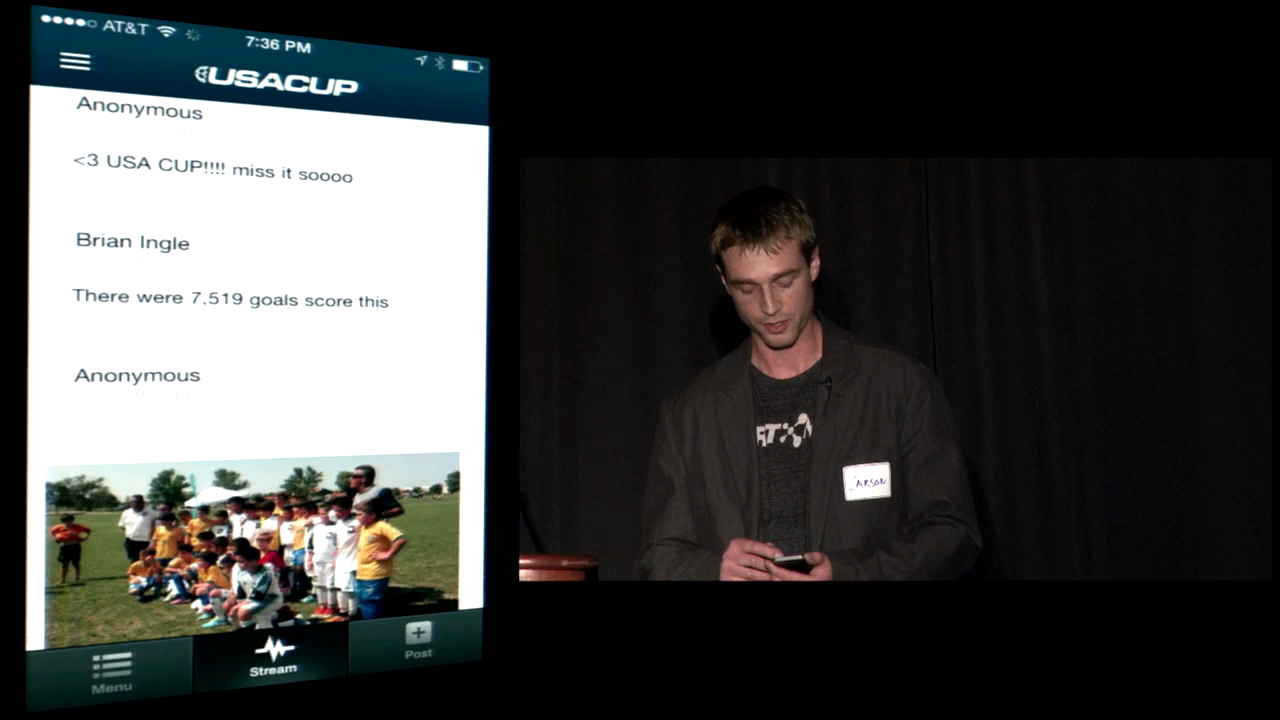 AT&T
7:36 PM
USACUP
Anonymous
<3 USA CUP!!!! miss it soooo
Brian Ingle
There were 7,519 goals score this
Anonymous
Menu
Stream
Post
CARSON